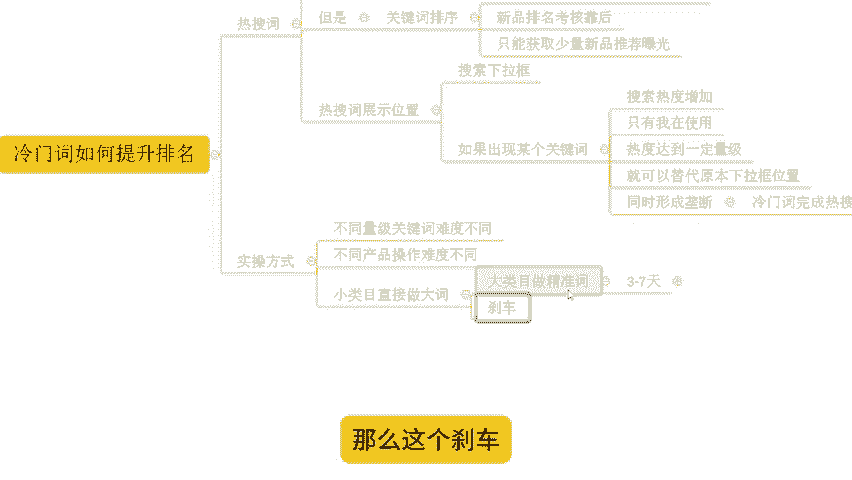 热搜词
但是
关键词排序
新品排名考核靠后
只能获取少量新品推荐曝光
热搜词展示位置
搜索下拉框
如果出现某个关键词
搜索热度增加
只有我在使用
热度达到一定量级
就可以替代原本下拉框位置
同时形成垄断
冷门词完成热搜
冷门词如何提升排名
实操方式
不同量级关键词难度不同
不同产品操作难度不同
小类目直接做大词
大类目做精准词
3-7天
刹车
那么这个刹车